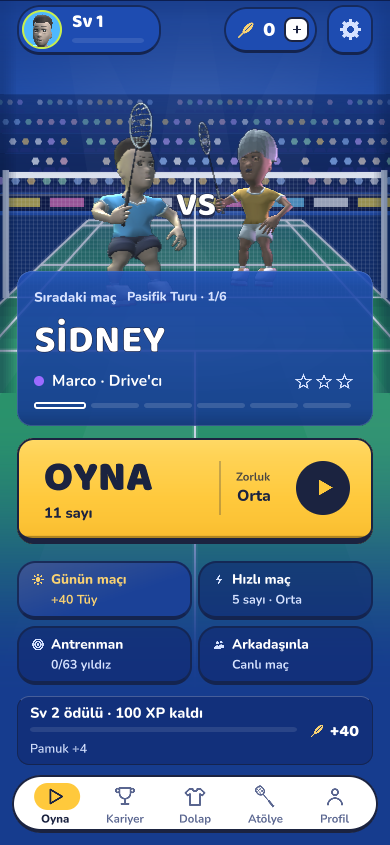 Sv 1
0 +
VS
Sıradaki maç Pasifik Turu · 1/6
SİDNEY
Marco · Drive'cı
OYNA
11 sayı
Zorluk
Orta
Günün maçı
+40 Tüy
Hızlı maç
5 sayı · Orta
Antrenman
0/63 yıldız
Arkadaşınla
Canlı maç
Sv 2 ödülü · 100 XP kaldı
+40
Pamuk +4
Oyna
Kariyer
Dolap
Atölye
Profil